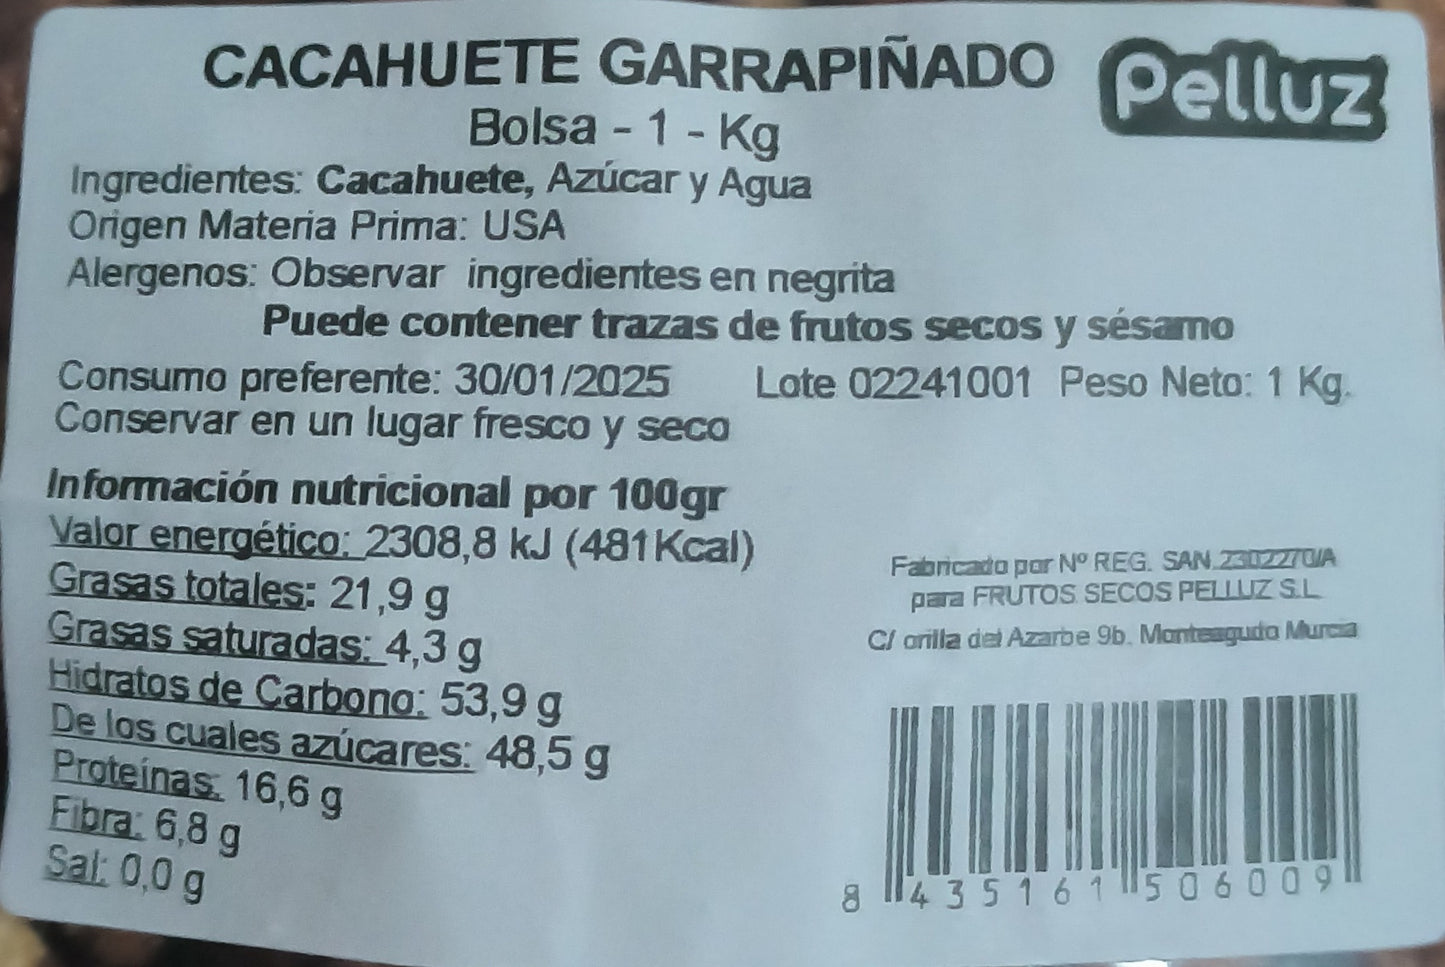 CACAHUETE GARRAPIÑADO
Pelluz
Bolsa - 1 - Kg
Ingredientes: Cacahuete, Azúcar y Agua
Origen Materia Prima: USA
Alergenos: Observar ingredientes en negrita
Puede contener trazas de frutos secos y sésamo
Consumo preferente: 30/01/2025 Lote 02241001 Peso Neto: 1 Kg.
Conservar en un lugar fresco y seco
Información nutricional por 100gr
Valor energético: 2308,8 kJ (481Kcal)
Grasas totales: 21,9 g
Grasas saturadas: 4,3 g
Hidratos de Carbono: 53,9 g
De los cuales azúcares: 48,5 g
Proteínas: 16,6 g
Fibra: 6,8 g
Sal: 0,0 g
Fabricado por Nº REG. SAN.
para FRUTOS SECOS PELLUZ S.L
C/ orilla del Azarbe 9b. Monteagudo Murcia
8 435161 506009